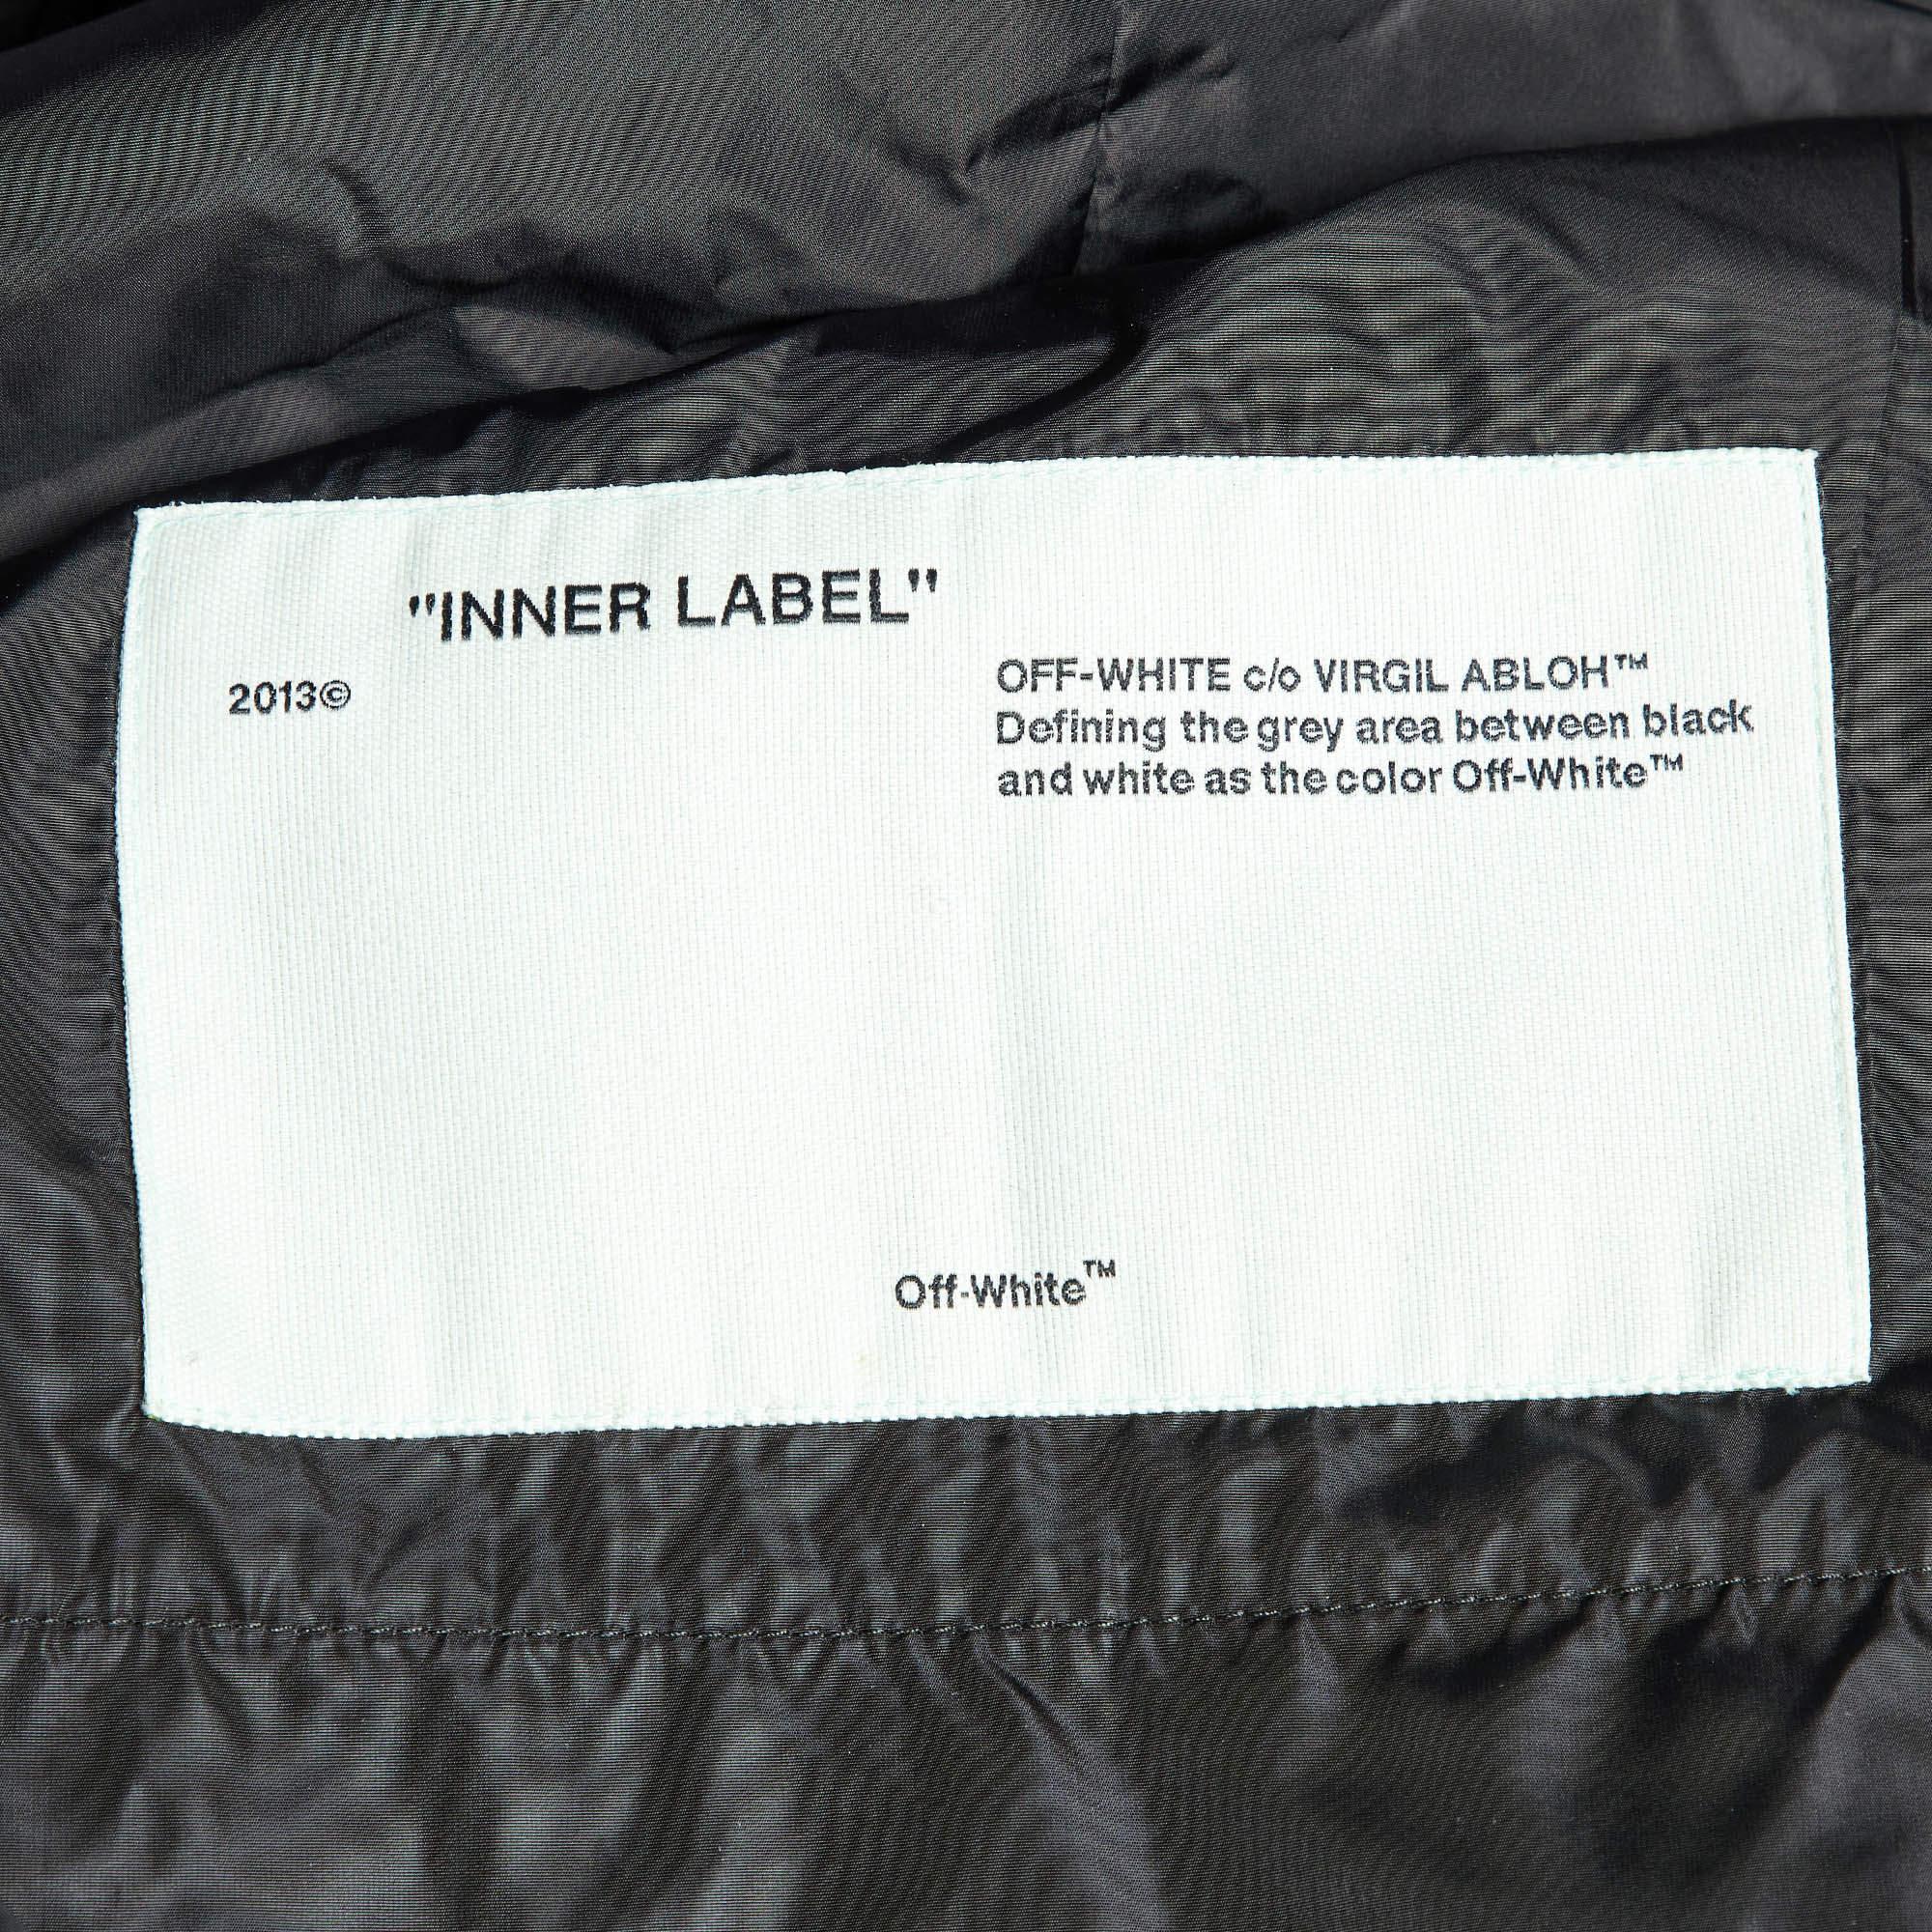 "INNER LABEL"
2013©
OFF-WHITE c/o VIRGIL ABLOH™
Defining the grey area between black
and white as the color Off-White™
Off-White™